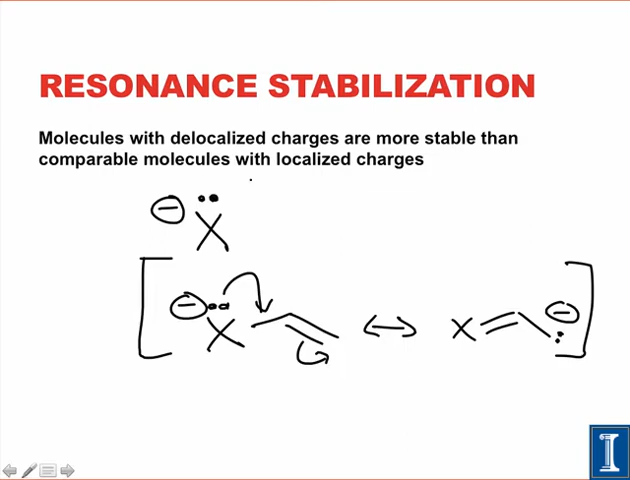 RESONANCE STABILIZATION
Molecules with delocalized charges are more stable than
comparable molecules with localized charges
⊖ ··
X
[ ⊖ ·· X ↔ X ⊖ : ]
I